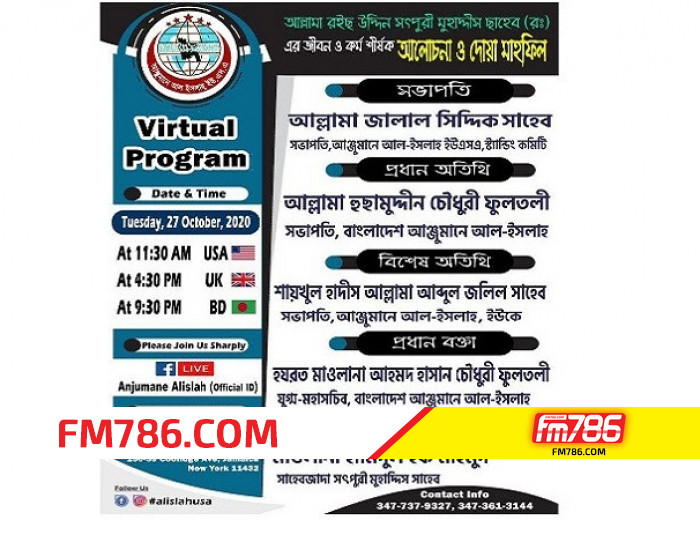 আল্লামা রইছ উদ্দিন সৎপুরী মুহাদ্দীস ছাহেব (রঃ)
এর জীবন ও কর্ম শীর্ষক আলোচনা ও দোয়া মাহফিল
Virtual
Program
Date & Time
Tuesday, 27 October, 2020
At 11:30 AM USA
At 4:30 PM UK
At 9:30 PM BD
Please Join Us Sharply
f LIVE
Anjumane Alislah (Official ID)
সভাপতি
আল্লামা জালাল সিদ্দিক সাহেব
সভাপতি,আঞ্জুমানে আল-ইসলাহ ইউএসএ, স্ট্যান্ডিং কমিটি
প্রধান অতিথি
আল্লামা হুছামুদ্দীন চৌধুরী ফুলতলী
সভাপতি, বাংলাদেশ আঞ্জুমানে আল-ইসলাহ
বিশেষ অতিথি
শায়খুল হাদীস আল্লামা আব্দুল জলিল সাহেব
সভাপতি,আঞ্জুমানে আল-ইসলাহ, ইউকে
প্রধান বক্তা
হযরত মাওলানা আহমদ হাসান চৌধুরী ফুলতলী
যুগ্ম-মহাসচিব, বাংলাদেশ আঞ্জুমানে আল-ইসলাহ
FM786.COM
fm786
FM786.COM
New York 11432
সাহেবজাদা সৎপুরী মুহাদ্দিস সাহেব
Follow Us
#alislahusa
Contact Info
347-737-9327, 347-361-3144